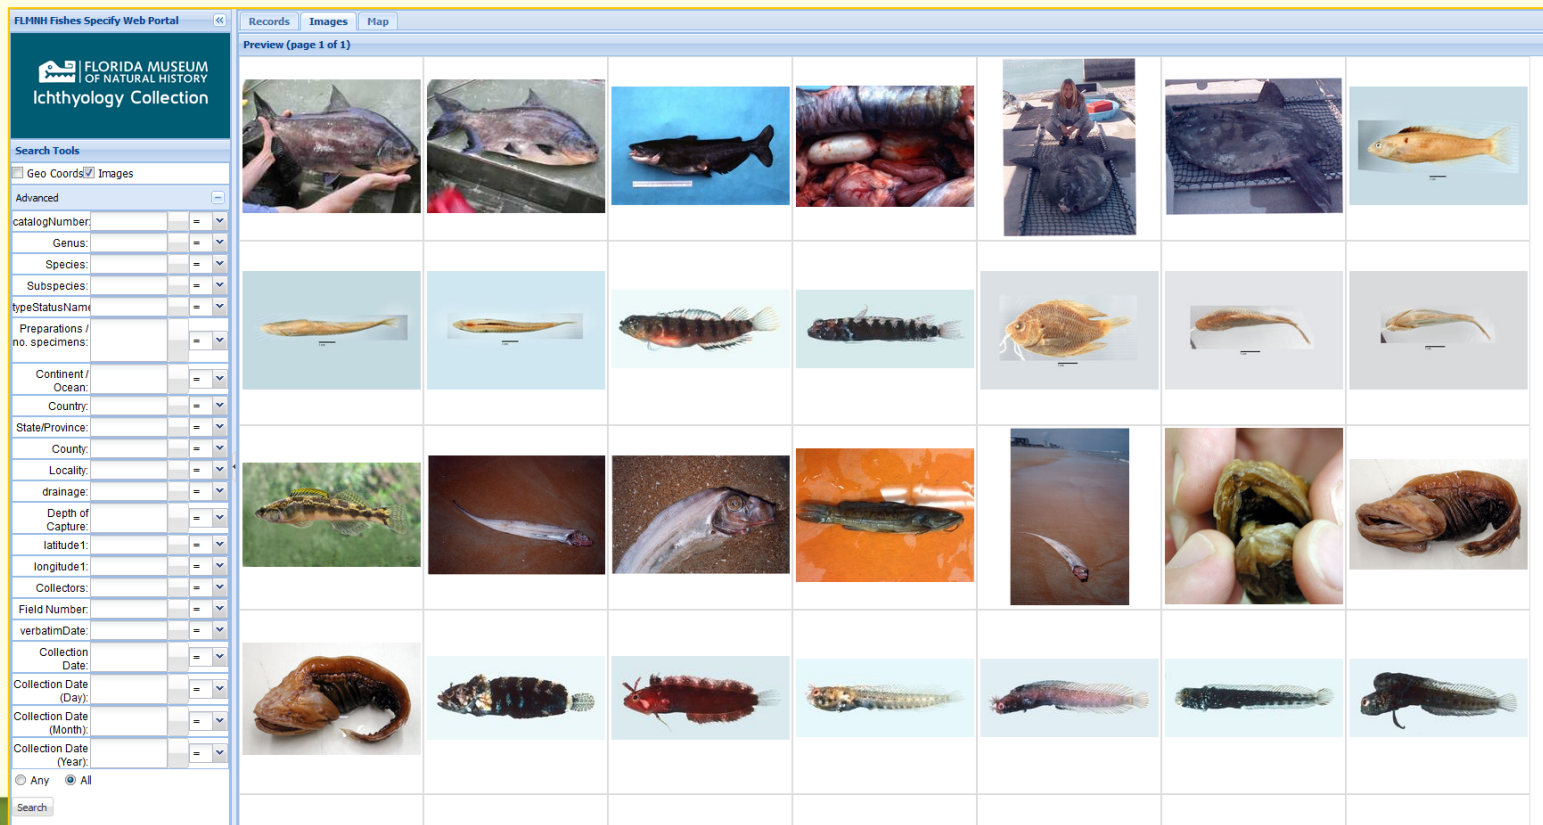 FLMNH Fishes Specify Web Portal
FLORIDA MUSEUM
OF NATURAL HISTORY
Ichthyology Collection
Search Tools
Geo Coords Images
Advanced
catalogNumber: =
Genus: =
Species: =
Subspecies: =
typeStatusName =
Preparations /
no. specimens: =
Continent /
Ocean: =
Country: =
State/Province: =
County: =
Locality: =
drainage: =
Depth of
Capture: =
latitude1: =
longitude1: =
Collectors: =
Field Number: =
verbatimDate: =
Collection
Date: =
Collection Date
(Day): =
Collection Date
(Month): =
Collection Date
(Year): =
Any All
Search
Records Images Map
Preview (page 1 of 1)